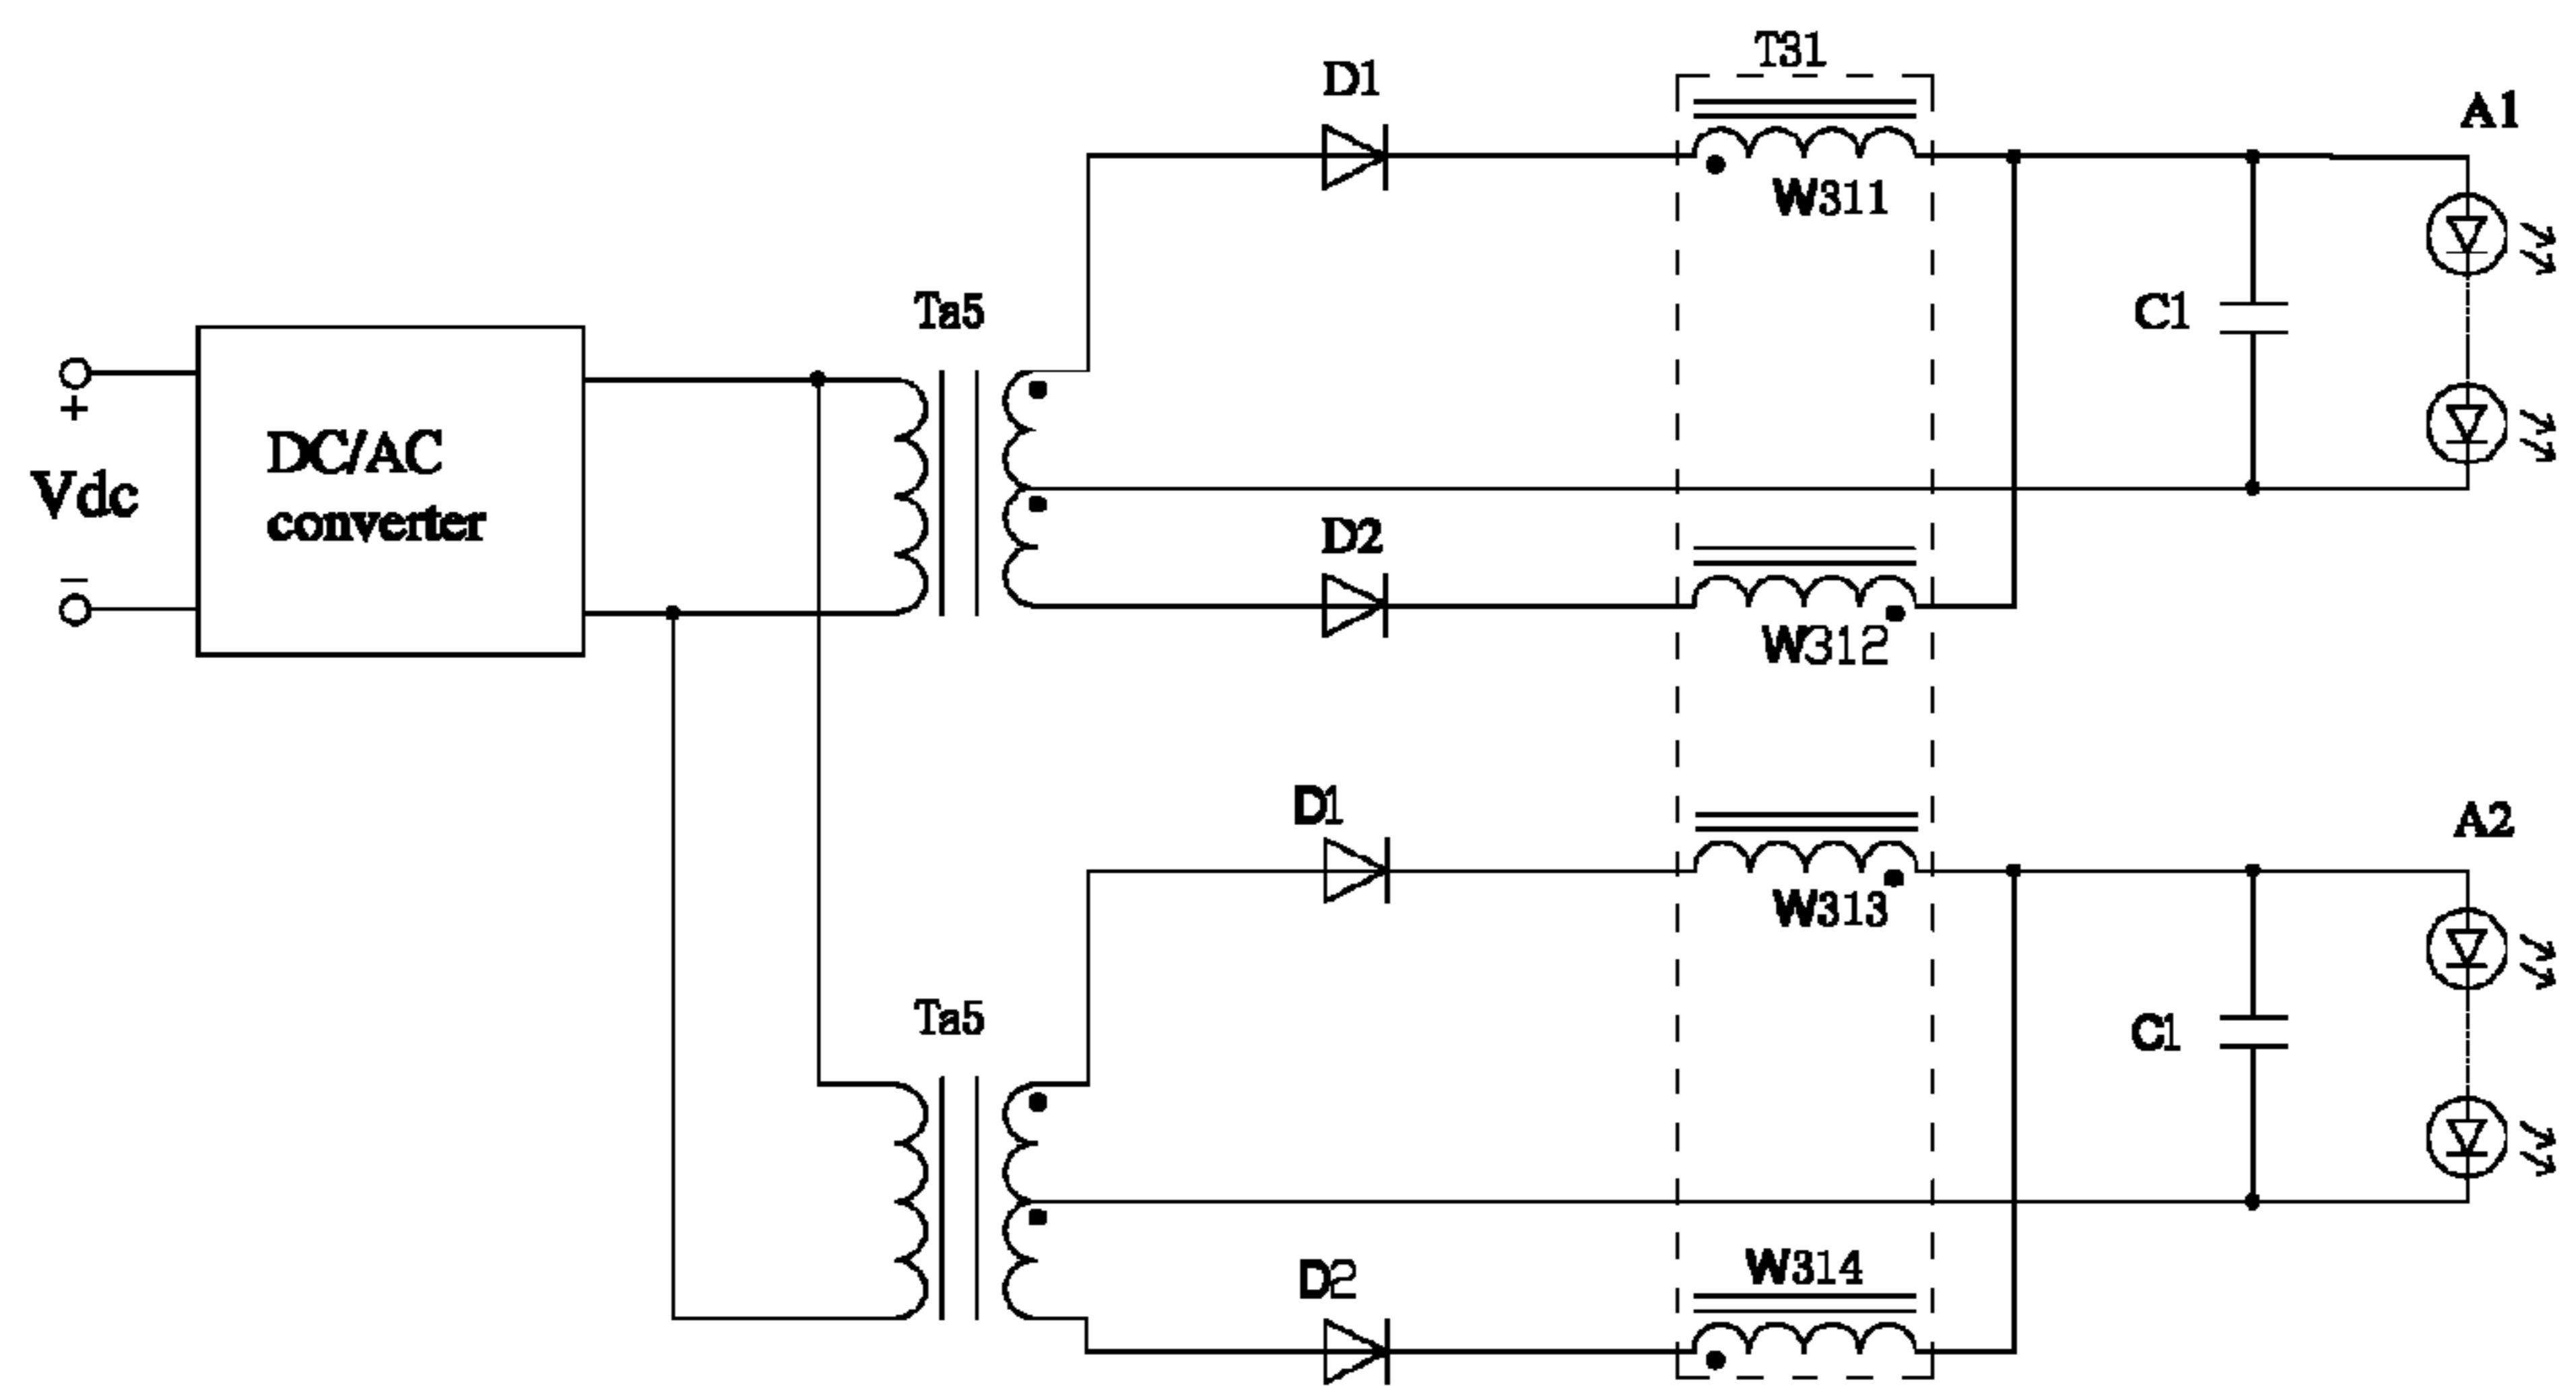 T31
D1
A1
W311
Ta5
C1
+
Vdc
−
DC/AC
converter
D2
W312
D1
A2
W313
Ta5
C1
D2
W314